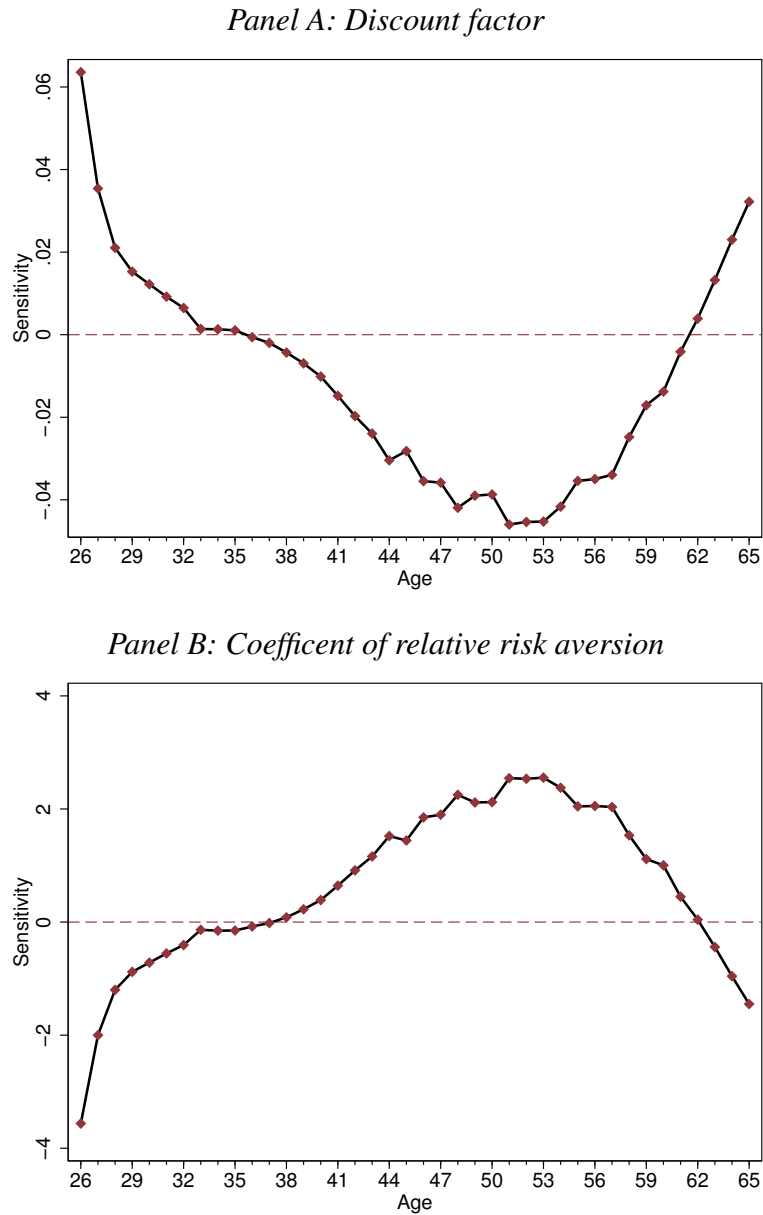 Panel A: Discount factor
.06
.04
.02
0
−.02
−.04
Sensitivity
26 29 32 35 38 41 44 47 50 53 56 59 62 65
Age
Panel B: Coefficent of relative risk aversion
4
2
0
−2
−4
Sensitivity
26 29 32 35 38 41 44 47 50 53 56 59 62 65
Age